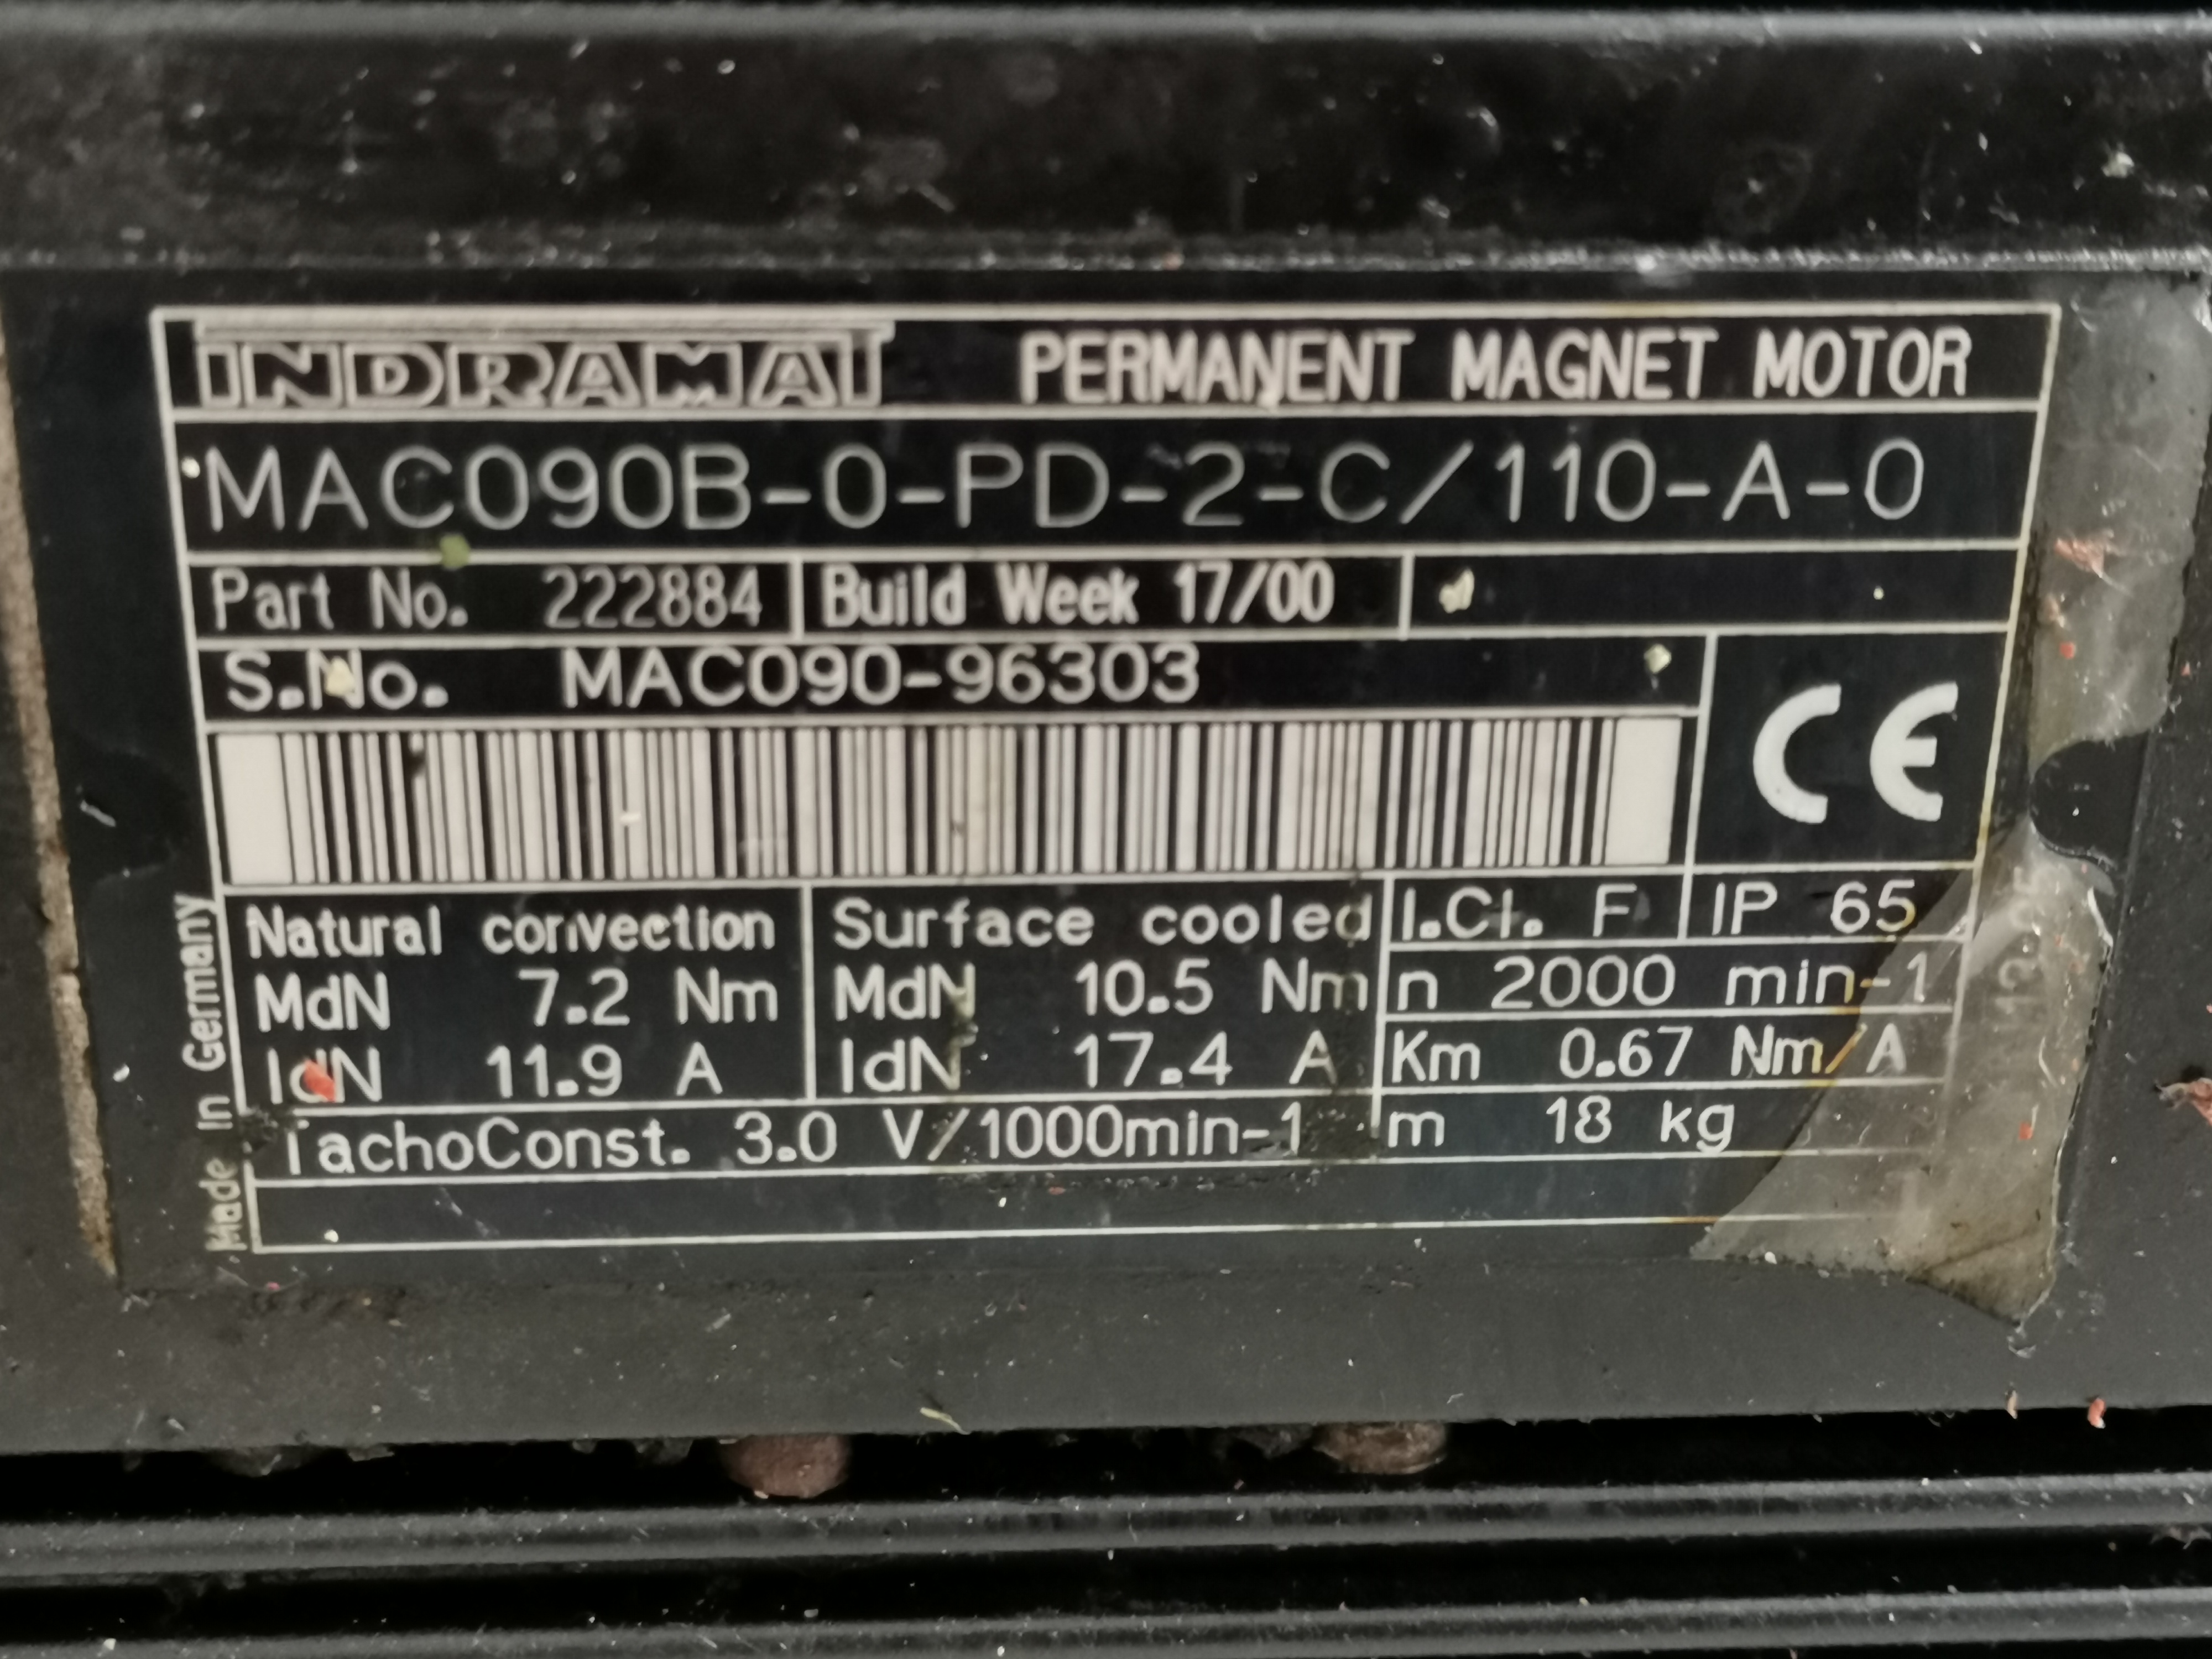 INDRAMAT PERMANENT MAGNET MOTOR
MAC090B-0-PD-2-C/110-A-0
Part No. 222884 Build Week 17/00
S.No. MAC090-96303
CE
Natural convection Surface cooled I.Cl. F IP 65
MdN 7.2 Nm MdN 10.5 Nm n 2000 min-1
IdN 11.9 A IdN 17.4 A Km 0.67 Nm/A
TachoConst. 3.0 V/1000min-1 m 18 kg
Made in Germany